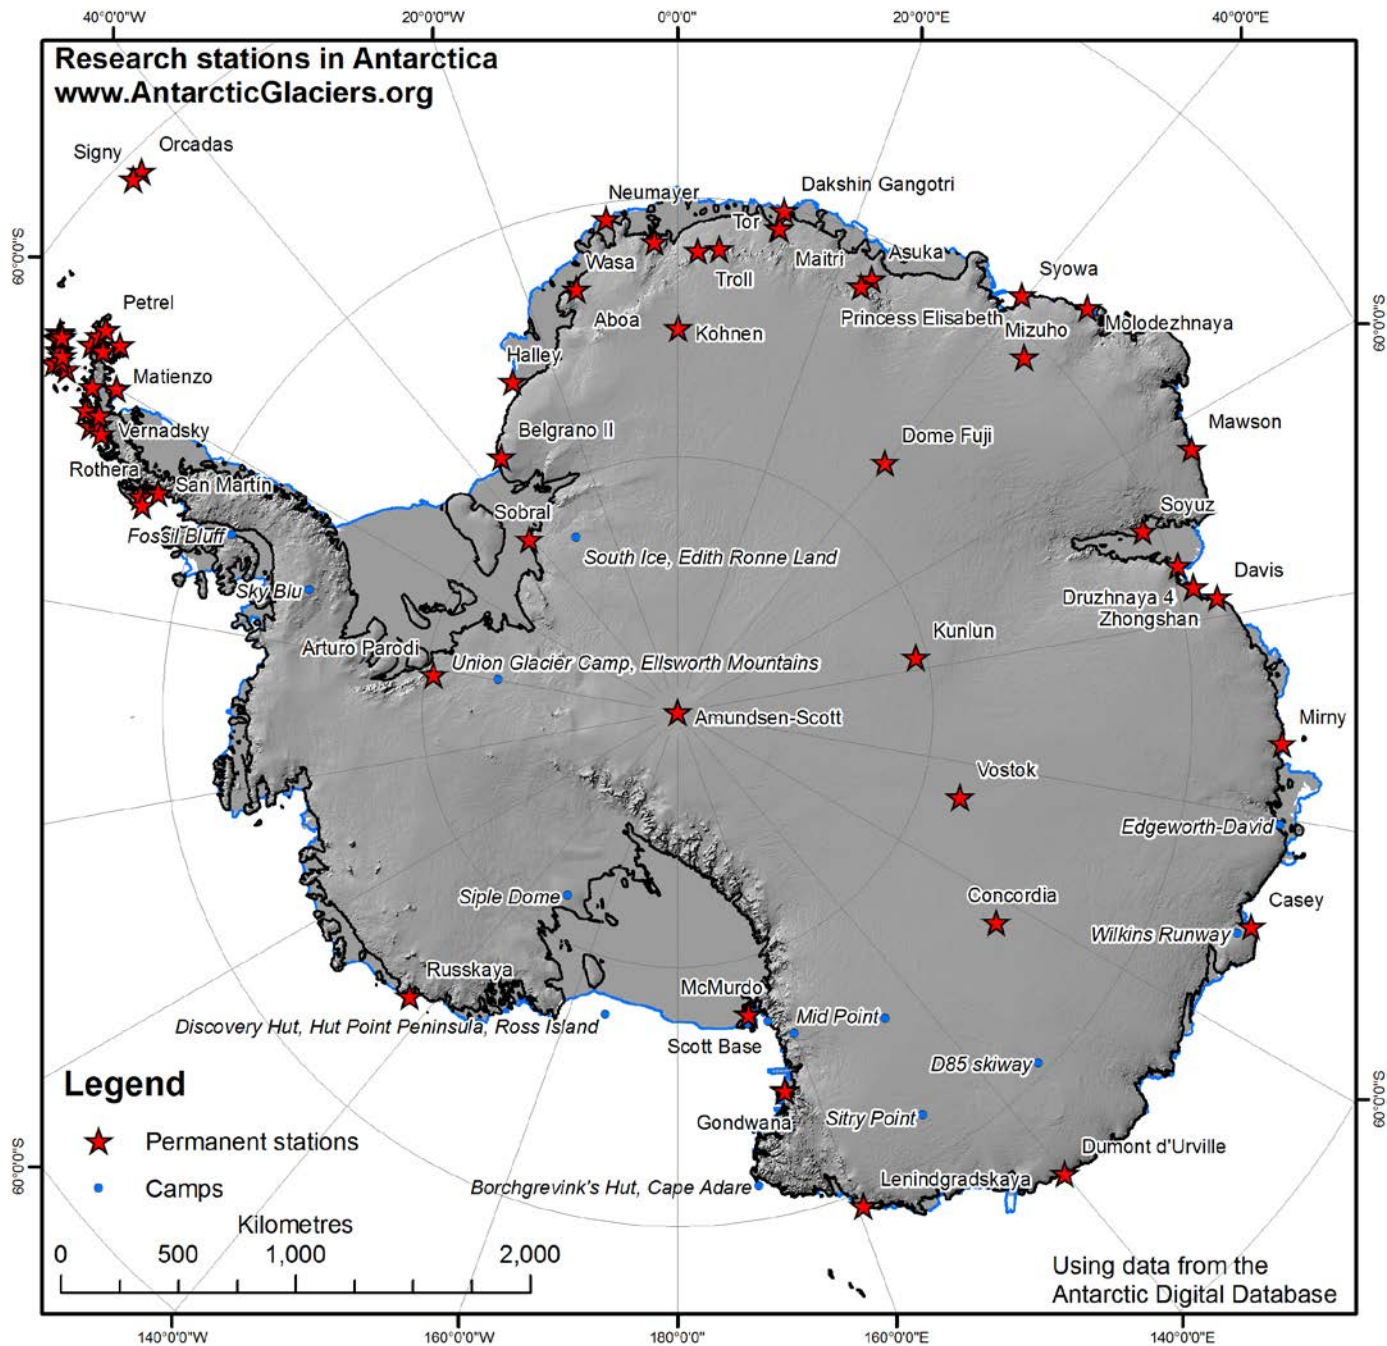 40°0'0"W 20°0'0"W 0°0'0" 20°0'0"E 40°0'0"E
Research stations in Antarctica
www.AntarcticGlaciers.org
Signy
Orcadas
60°0'0"S
60°0'0"S
Neumayer
Dakshin Gangotri
Tor
Wasa
Maitri
Asuka
Troll
Syowa
Petrel
Aboa
Kohnen
Princess Elisabeth
Mizuho
Molodezhnaya
Halley
Matienzo
Vernadsky
Belgrano II
Dome Fuji
Mawson
Rothera
San Martin
Sobral
Soyuz
Fossil Bluff
South Ice, Edith Ronne Land
Sky Blu
Davis
Druzhnaya 4
Zhongshan
Arturo Parodi
Union Glacier Camp, Ellsworth Mountains
Kunlun
Amundsen-Scott
Mirny
Vostok
Edgeworth-David
Siple Dome
Concordia
Casey
Wilkins Runway
Russkaya
McMurdo
Discovery Hut, Hut Point Peninsula, Ross Island
Mid Point
Scott Base
D85 skiway
Gondwana
Sitry Point
60°0'0"S
60°0'0"S
Dumont d'Urville
Borchgrevink's Hut, Cape Adare
Lenindgradskaya
Legend
Permanent stations
Camps
Kilometres
0 500 1,000 2,000
Using data from the
Antarctic Digital Database
140°0'0"W 160°0'0"W 180°0'0" 160°0'0"E 140°0'0"E